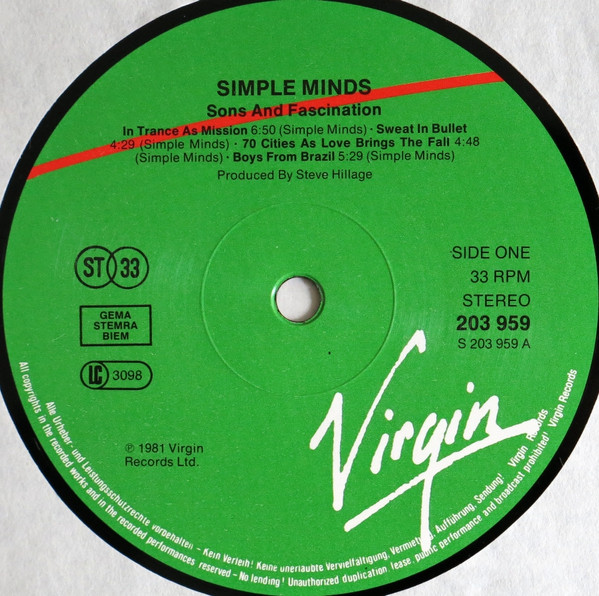 SIMPLE MINDS
Sons And Fascination
In Trance As Mission 6:50 (Simple Minds) · Sweat In Bullet
4:29 (Simple Minds) · 70 Cities As Love Brings The Fall 4:48
(Simple Minds) · Boys From Brazil 5:29 (Simple Minds)
Produced By Steve Hillage
ST 33
GEMA
STEMRA
BIEM
LC 3098
SIDE ONE
33 RPM
STEREO
203 959
S 203 959 A
Virgin
℗ 1981 Virgin
Records Ltd.
Alle Urheber- und Leistungsschutzrechte vorbehalten - Kein Verleih! Keine unerlaubte Vervielfältigung, Vermietung, Aufführung, Sendung! Virgin Records
All copyrights in the recorded works and in the recorded performances reserved - No lending! Unauthorized duplication, lease, public performance and broadcast prohibited! Virgin Records